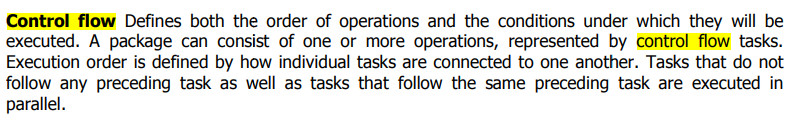 Control flow Defines both the order of operations and the conditions under which they will be
executed. A package can consist of one or more operations, represented by control flow tasks.
Execution order is defined by how individual tasks are connected to one another. Tasks that do not
follow any preceding task as well as tasks that follow the same preceding task are executed in
parallel.